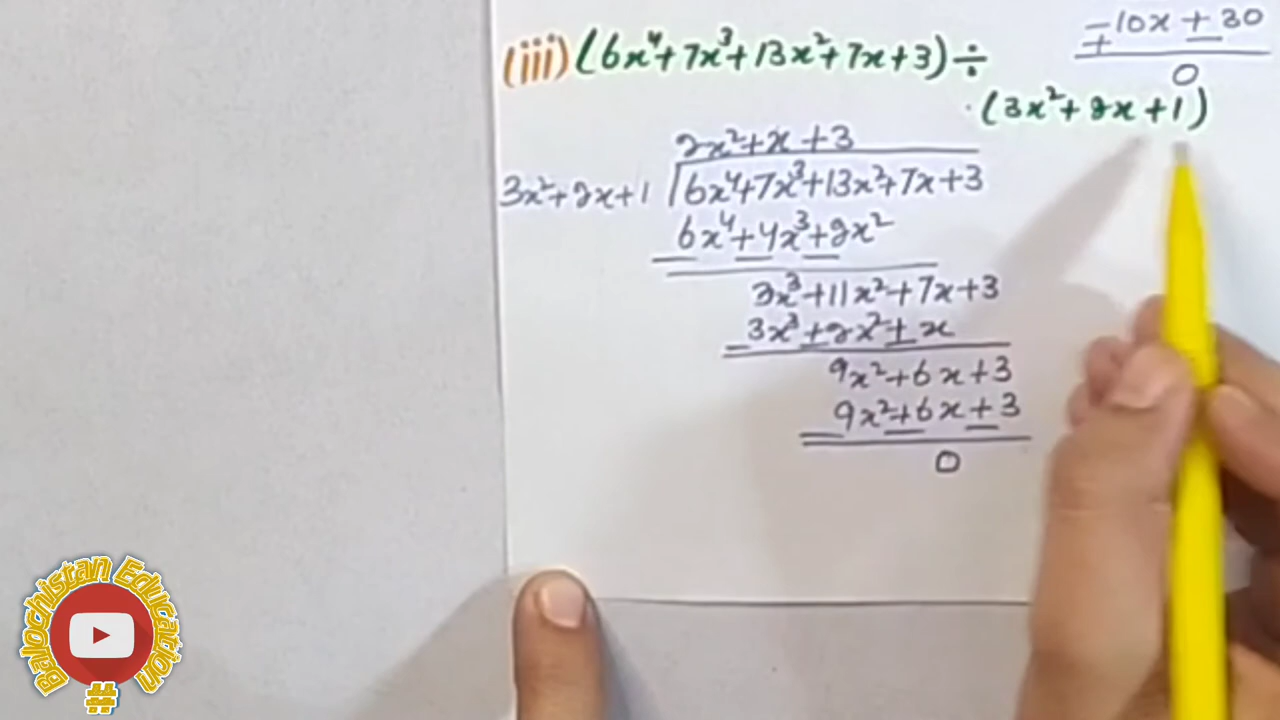 -10x + 30
- +
0
(iii) (6x⁴+7x³+13x²+7x+3) ÷
(3x²+2x+1)
2x²+x+3
3x²+2x+1 6x⁴+7x³+13x²+7x+3
6x⁴+4x³+2x²
3x³+11x²+7x+3
3x³+2x²+x
9x²+6x+3
9x²+6x+3
0
Balochistan Education
#